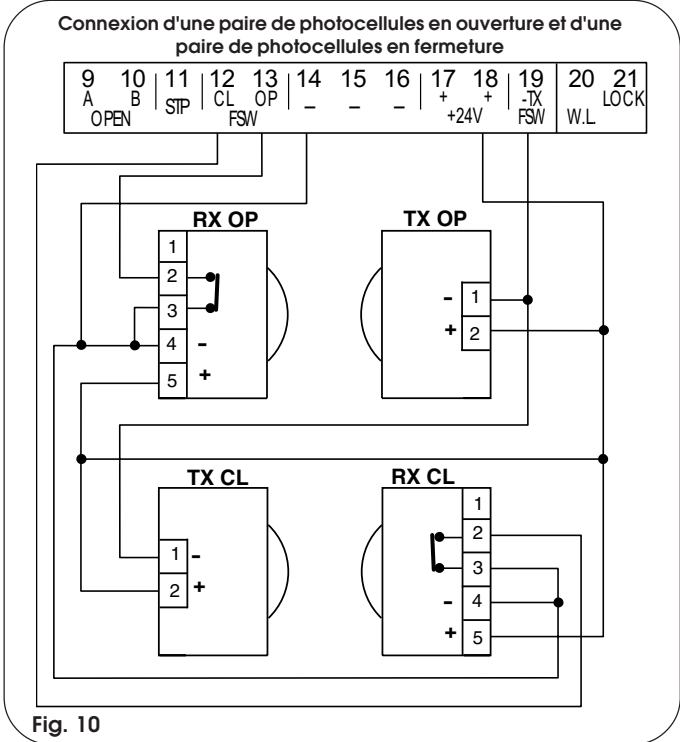 Connexion d'une paire de photocellules en ouverture et d'une
paire de photocellules en fermeture
9 10 11 12 13 14 15 16 17 18 19 20 21
A B STP CL OP - - - + + -TX LOCK
OPEN FSW +24V FSW W.L.
RX OP TX OP
1
2
3
4 -
5 +
- 1
+ 2
TX CL RX CL
1 -
2 +
1
2
3
- 4
+ 5
Fig. 10